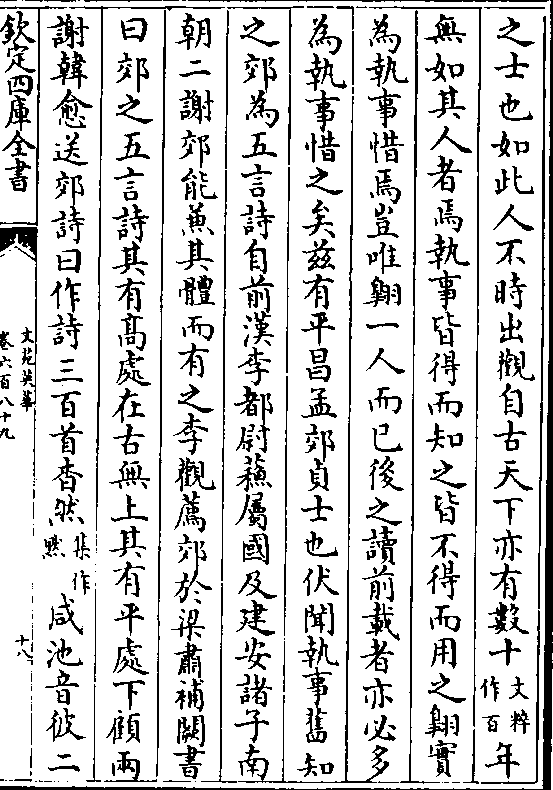 之士也如此人不時出觀自古天下亦有數十文粹作百年
無如其人者焉執事皆得而知之皆不得而用之翺實
為執事惜焉豈唯翺一人而已後之讀前載者亦必多
為執事惜之矣兹有平昌孟郊貞士也伏聞執事舊知
之郊為五言詩自前漢李都尉蘇屬國及建安諸子南
朝二謝郊能兼其體而有之李觀薦郊於梁肅補闕書
曰郊之五言詩其有高處在古無上其有平處下顧兩
謝韓愈送郊詩曰作詩三百首杳然集作黙咸池音彼二
欽定四庫全書
文苑英華
卷六百八十九
十八